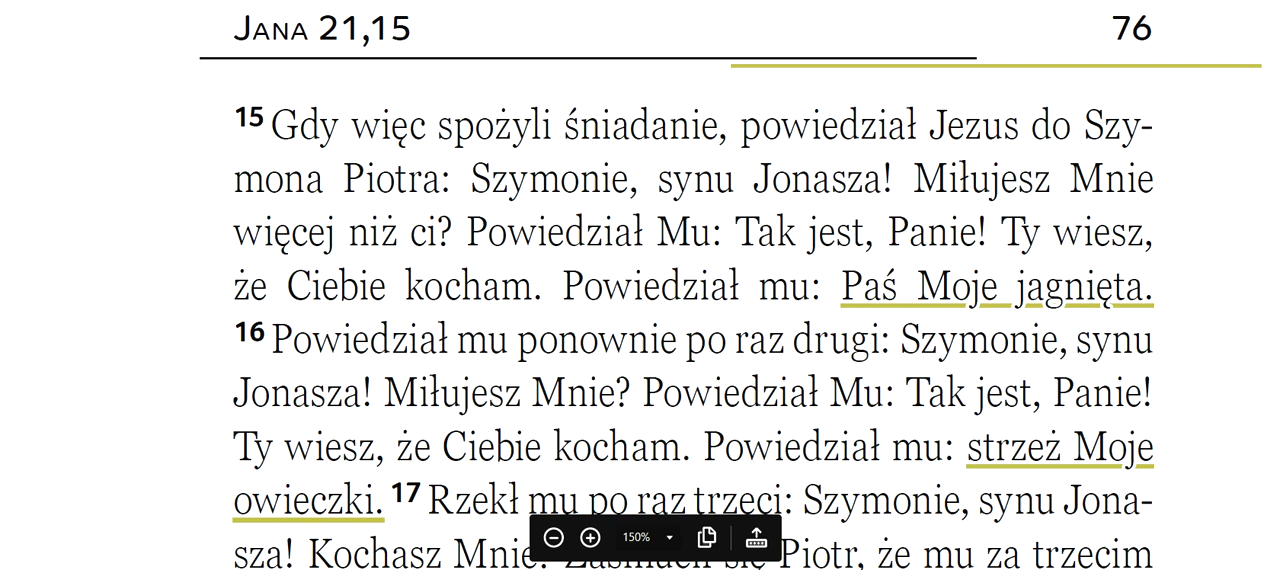 Jana 21,15 76
15 Gdy więc spożyli śniadanie, powiedział Jezus do Szy-
mona Piotra: Szymonie, synu Jonasza! Miłujesz Mnie
więcej niż ci? Powiedział Mu: Tak jest, Panie! Ty wiesz,
że Ciebie kocham. Powiedział mu: Paś Moje jagnięta.
16 Powiedział mu ponownie po raz drugi: Szymonie, synu
Jonasza! Miłujesz Mnie? Powiedział Mu: Tak jest, Panie!
Ty wiesz, że Ciebie kocham. Powiedział mu: strzeż Moje
owieczki. 17 Rzekł mu po raz trzeci: Szymonie, synu Jona-
sza! Kochasz Mnie Piotr, że mu za trzecim
150%